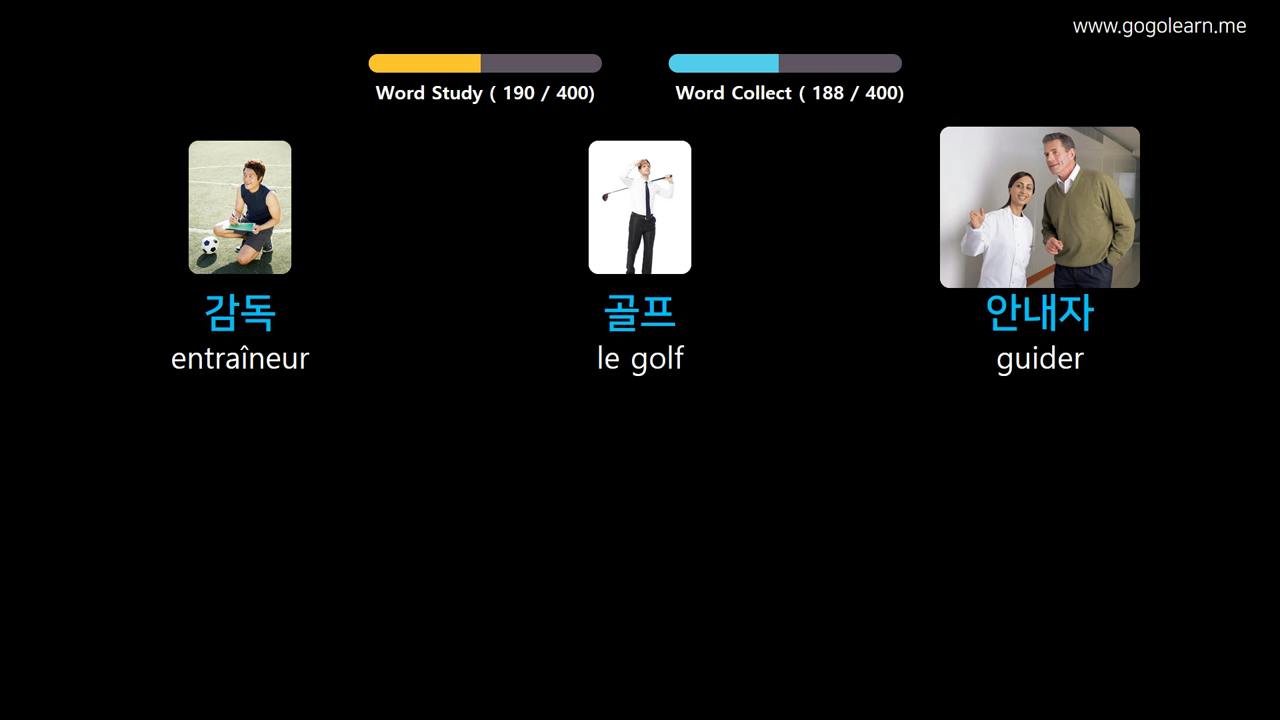 www.gogolearn.me
Word Study ( 190 / 400)
Word Collect ( 188 / 400)
감독
entraîneur
골프
le golf
안내자
guider